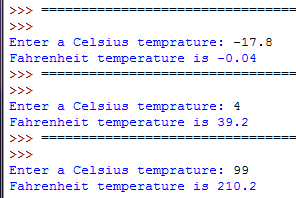 >>> ================================
>>>
Enter a Celsius temprature: -17.8
Fahrenheit temperature is -0.04
>>> ================================
>>>
Enter a Celsius temprature: 4
Fahrenheit temperature is 39.2
>>> ================================
>>>
Enter a Celsius temprature: 99
Fahrenheit temperature is 210.2